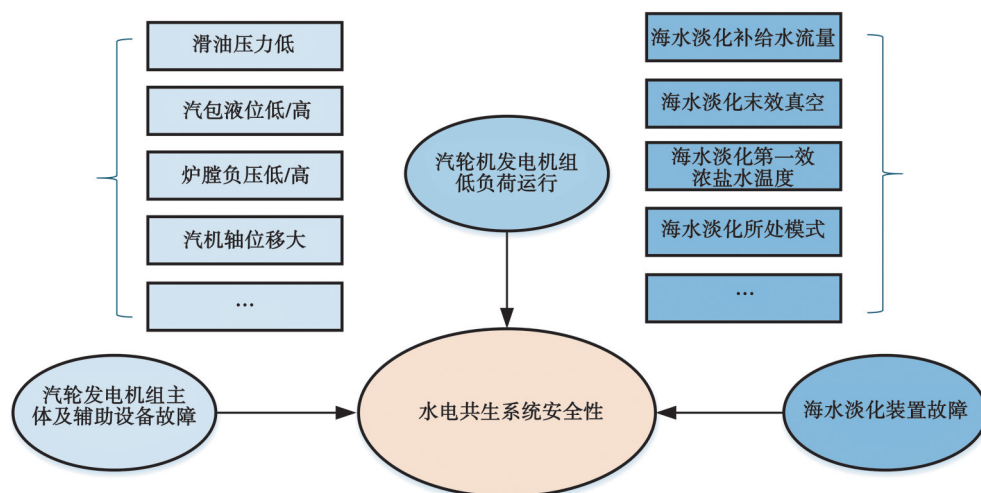 滑油压力低
汽包液位低/高
炉膛负压低/高
汽机轴位移大
...
汽轮机发电机组
低负荷运行
海水淡化补给水流量
海水淡化末效真空
海水淡化第一效
浓盐水温度
海水淡化所处模式
...
汽轮发电机组主
体及辅助设备故障
水电共生系统安全性
海水淡化装置故障